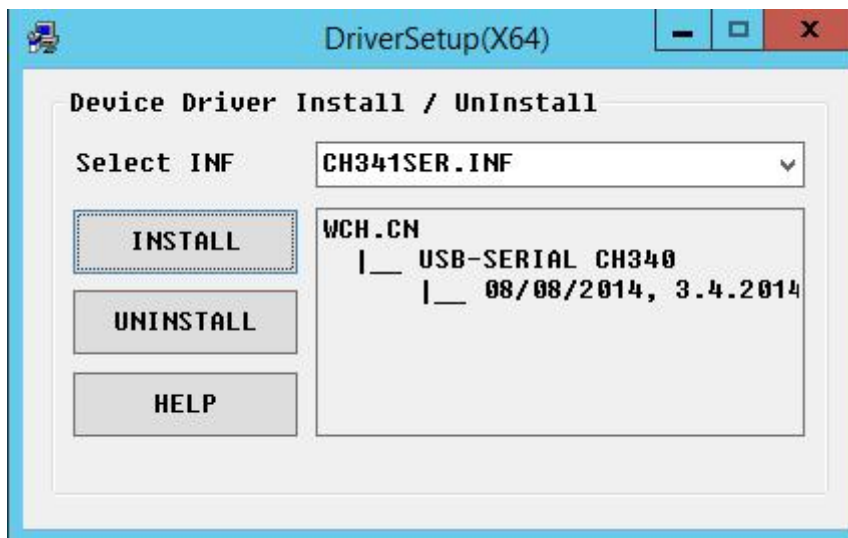 DriverSetup(X64)
Device Driver Install / UnInstall
Select INF
CH341SER.INF
INSTALL
UNINSTALL
HELP
WCH.CN
|__ USB-SERIAL CH340
|__ 08/08/2014, 3.4.2014